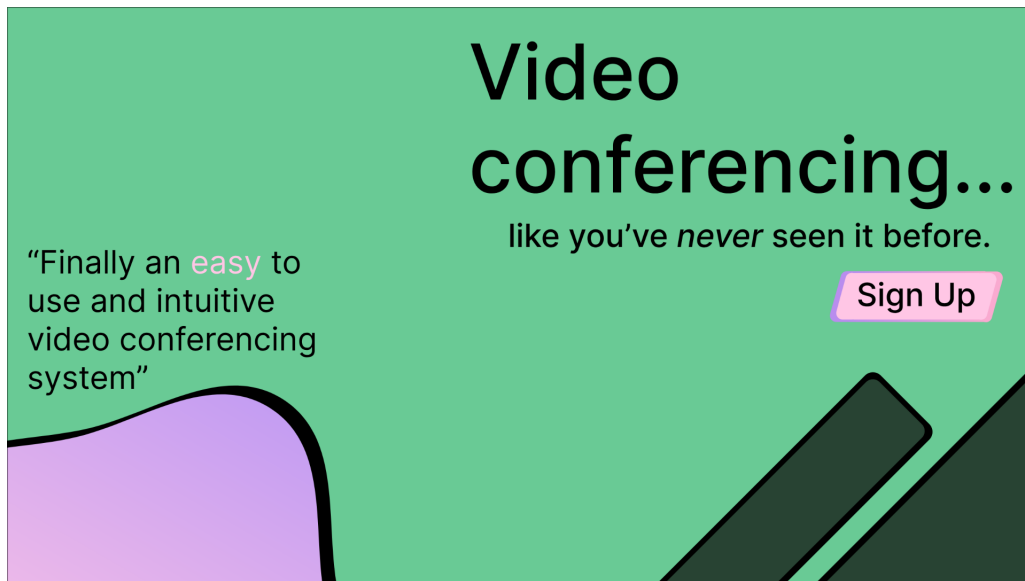 Video
conferencing...
like you’ve never seen it before.
Sign Up
“Finally an easy to
use and intuitive
video conferencing
system”